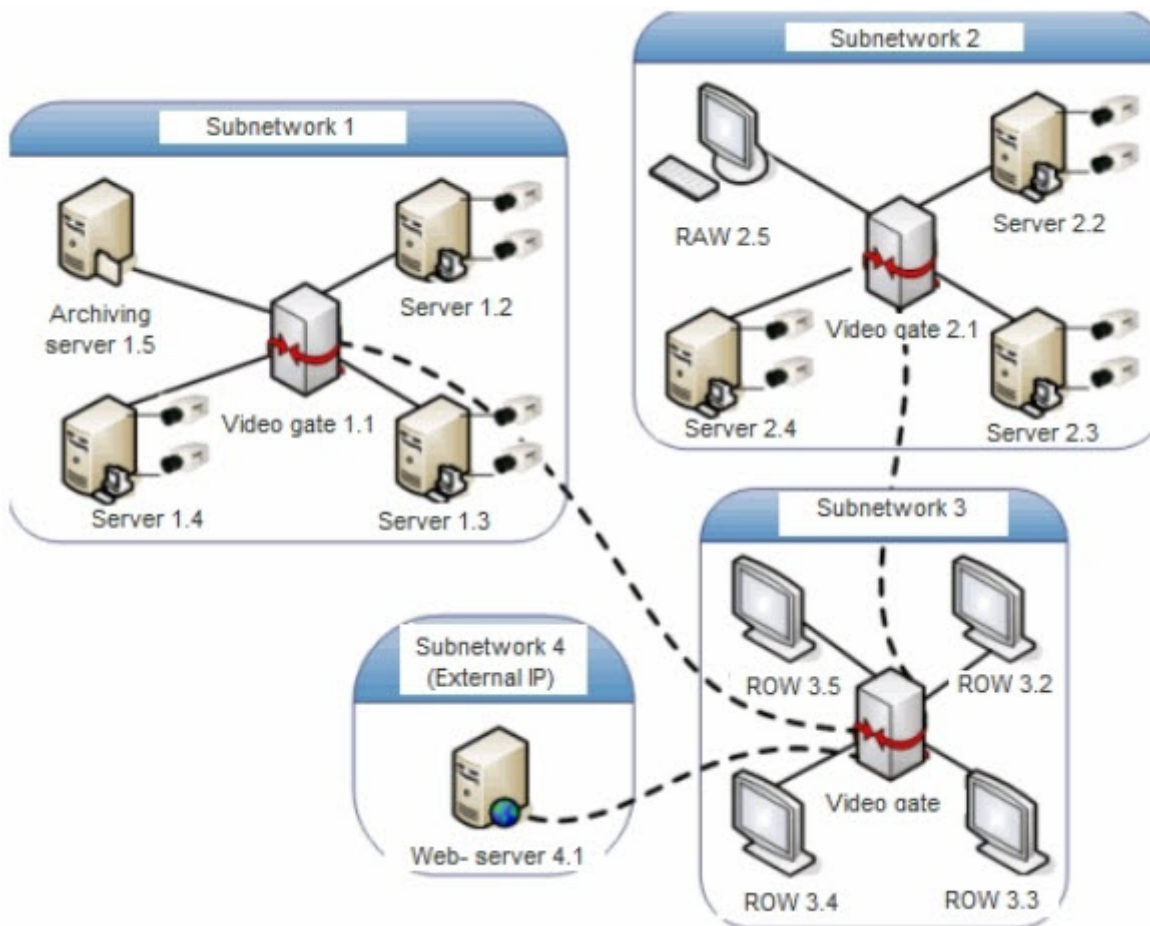 Subnetwork 1
Archiving
server 1.5
Server 1.2
Video gate 1.1
Server 1.4
Server 1.3
Subnetwork 2
RAW 2.5
Server 2.2
Video gate 2.1
Server 2.4
Server 2.3
Subnetwork 3
ROW 3.5
ROW 3.2
Video gate
ROW 3.4
ROW 3.3
Subnetwork 4
(External IP)
Web- server 4.1